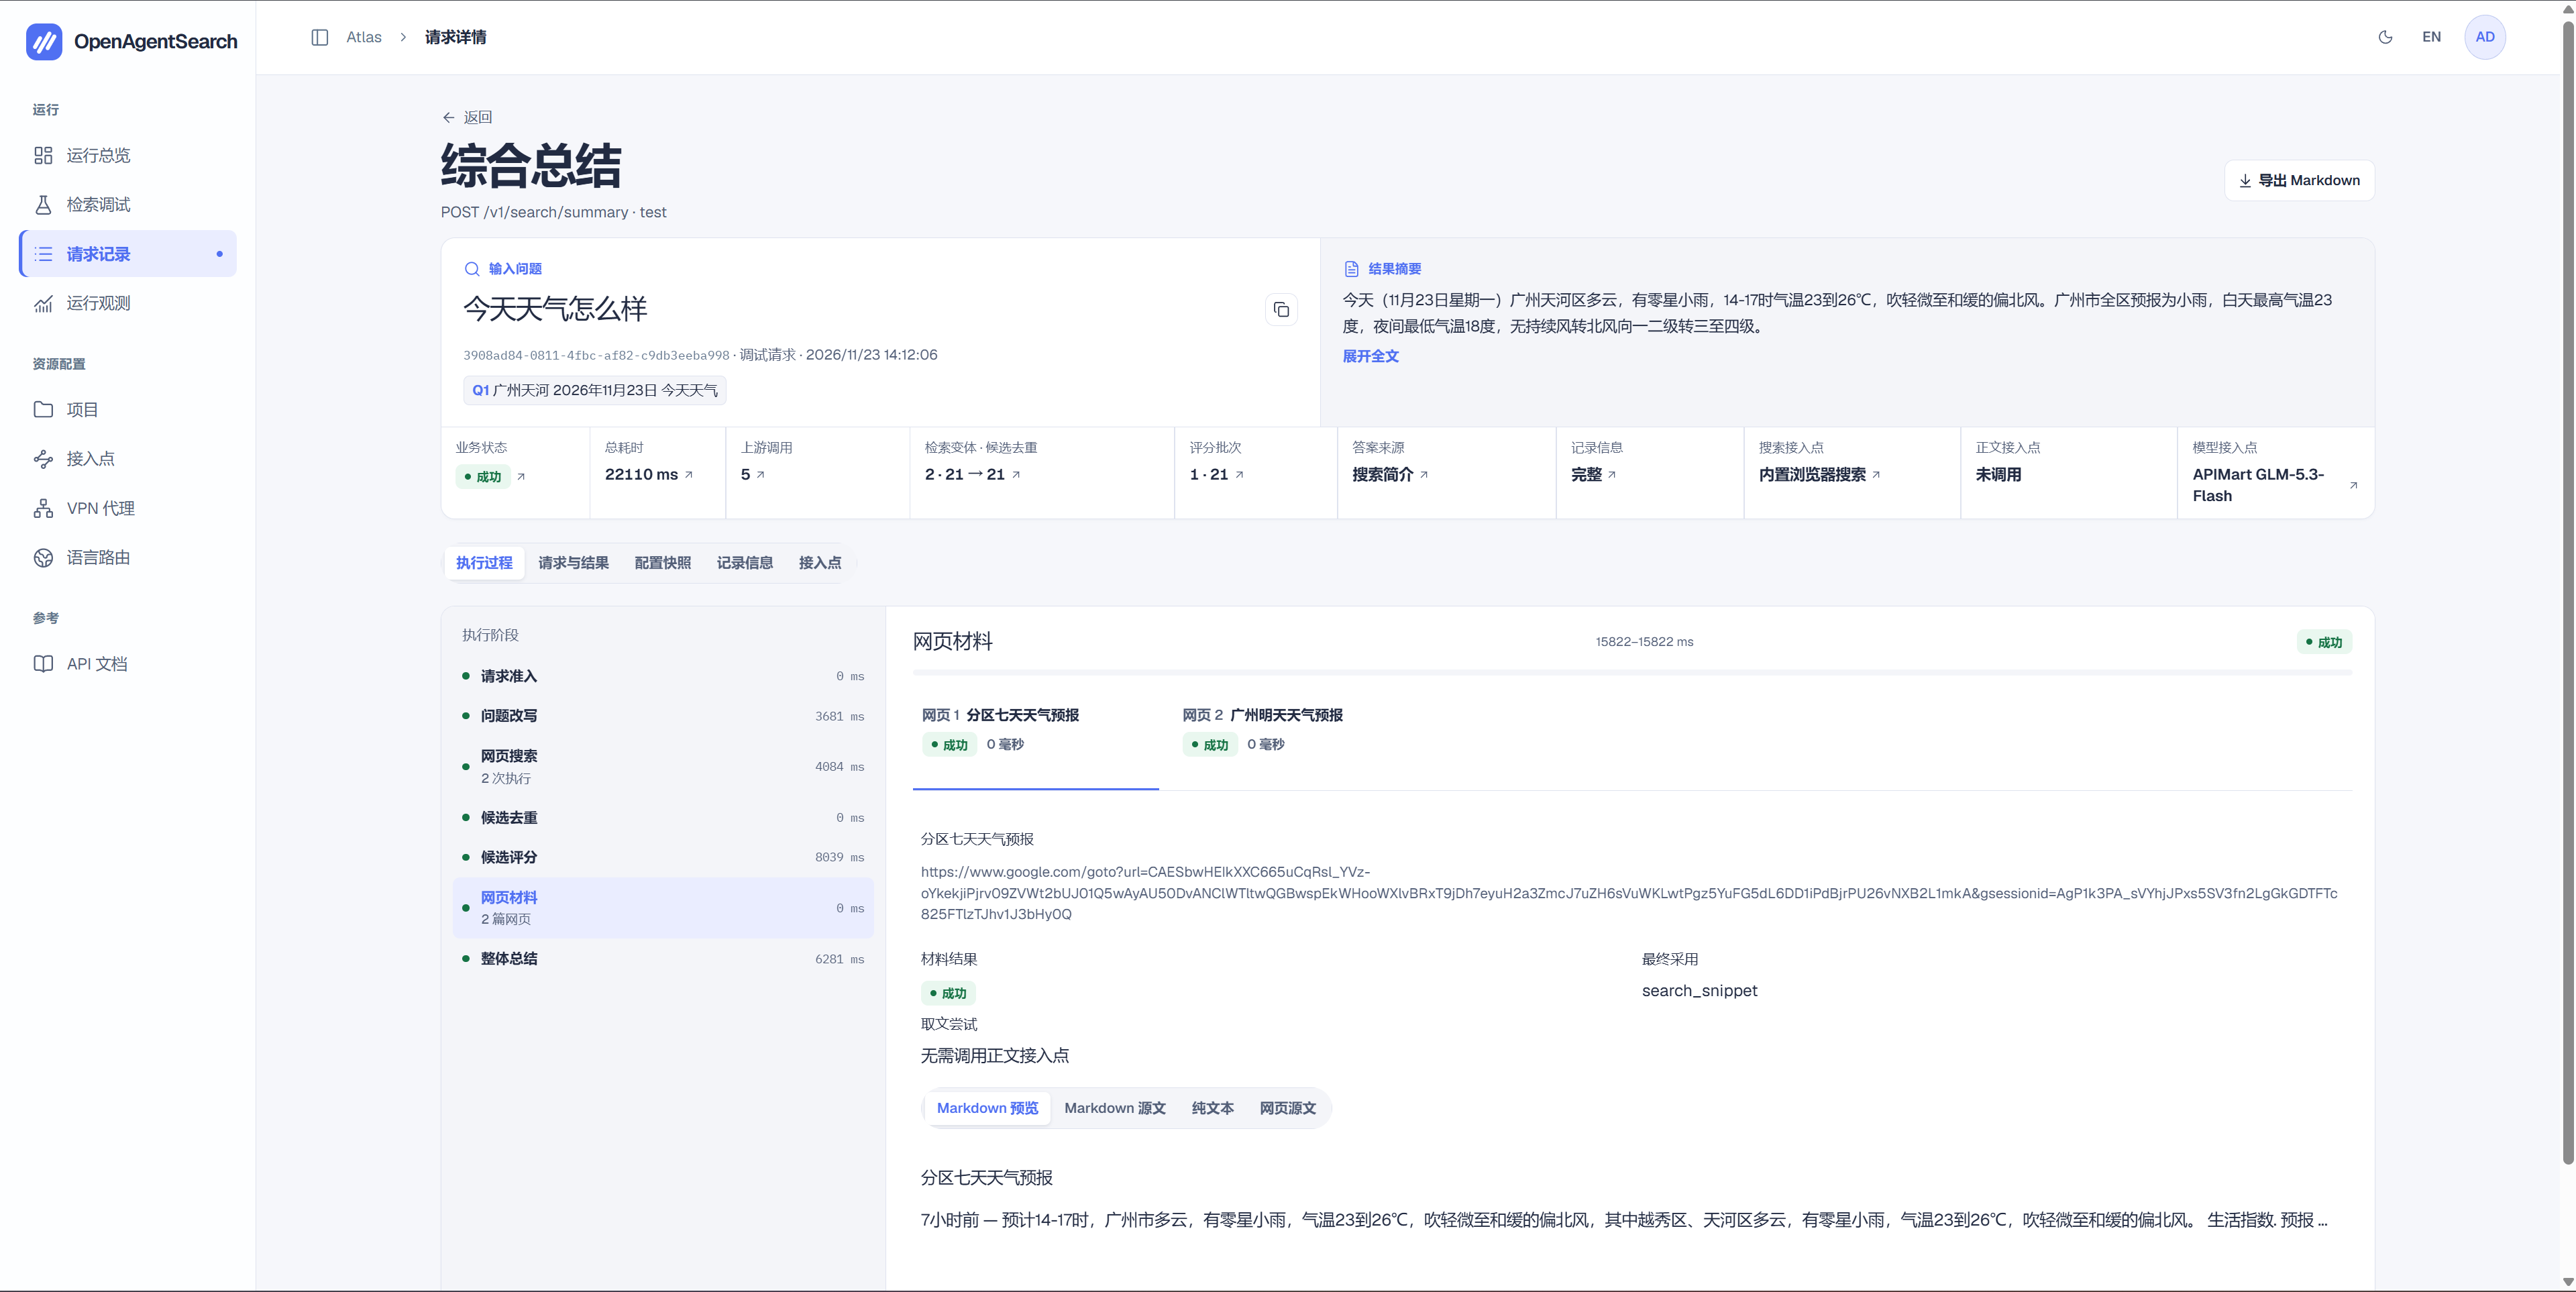 OpenAgentSearch
Atlas > 请求详情
EN
AD
运行
运行总览
检索调试
请求记录
运行观测
资源配置
项目
接入点
VPN 代理
语言路由
参考
API 文档
← 返回
综合总结
POST /v1/search/summary · test
导出 Markdown
输入问题
今天天气怎么样
3908ad84-0811-4fbc-af82-c9db3eeba998 · 调试请求 · 2026/11/23 14:12:06
Q1 广州天河 2026年11月23日 今天天气
结果摘要
今天（11月23日星期一）广州天河区多云，有零星小雨，14-17时气温23到26℃，吹轻微至和缓的偏北风。广州市全区预报为小雨，白天最高气温23
度，夜间最低气温18度，无持续风转北风向一二级转三至四级。
展开全文
业务状态
成功
总耗时
22110 ms
上游调用
5
检索变体 · 候选去重
2 · 21 → 21
评分批次
1 · 21
答案来源
搜索简介
记录信息
完整
搜索接入点
内置浏览器搜索
正文接入点
未调用
模型接入点
APIMart GLM-5.3-
Flash
执行过程 请求与结果 配置快照 记录信息 接入点
执行阶段
请求准入 0 ms
问题改写 3681 ms
网页搜索
2 次执行
4084 ms
候选去重 0 ms
候选评分 8039 ms
网页材料
2 篇网页
0 ms
整体总结 6281 ms
网页材料
15822–15822 ms
成功
网页 1 分区七天天气预报
成功 0 毫秒
网页 2 广州明天天气预报
成功 0 毫秒
分区七天天气预报
https://www.google.com/goto?url=CAESbwHElkXXC665uCqRsl_YVz-
oYkekjiPjrv09ZVWt2bUJ01Q5wAyAU50DvANClWTltwQGBwspEkWHooWXlvBRxT9jDh7eyuH2a3ZmcJ7uZH6sVuWKLwtPgz5YuFG5dL6DD1iPdBjrPU26vNXB2L1mkA&gsessionid=AgP1k3PA_sVYhjJPxs5SV3fn2LgGkGDTFTc
825FTlzTJhv1J3bHy0Q
材料结果
成功
最终采用
search_snippet
取文尝试
无需调用正文接入点
Markdown 预览 Markdown 源文 纯文本 网页源文
分区七天天气预报
7小时前 — 预计14-17时，广州市多云，有零星小雨，气温23到26℃，吹轻微至和缓的偏北风，其中越秀区、天河区多云，有零星小雨，气温23到26℃，吹轻微至和缓的偏北风。 生活指数. 预报 ...